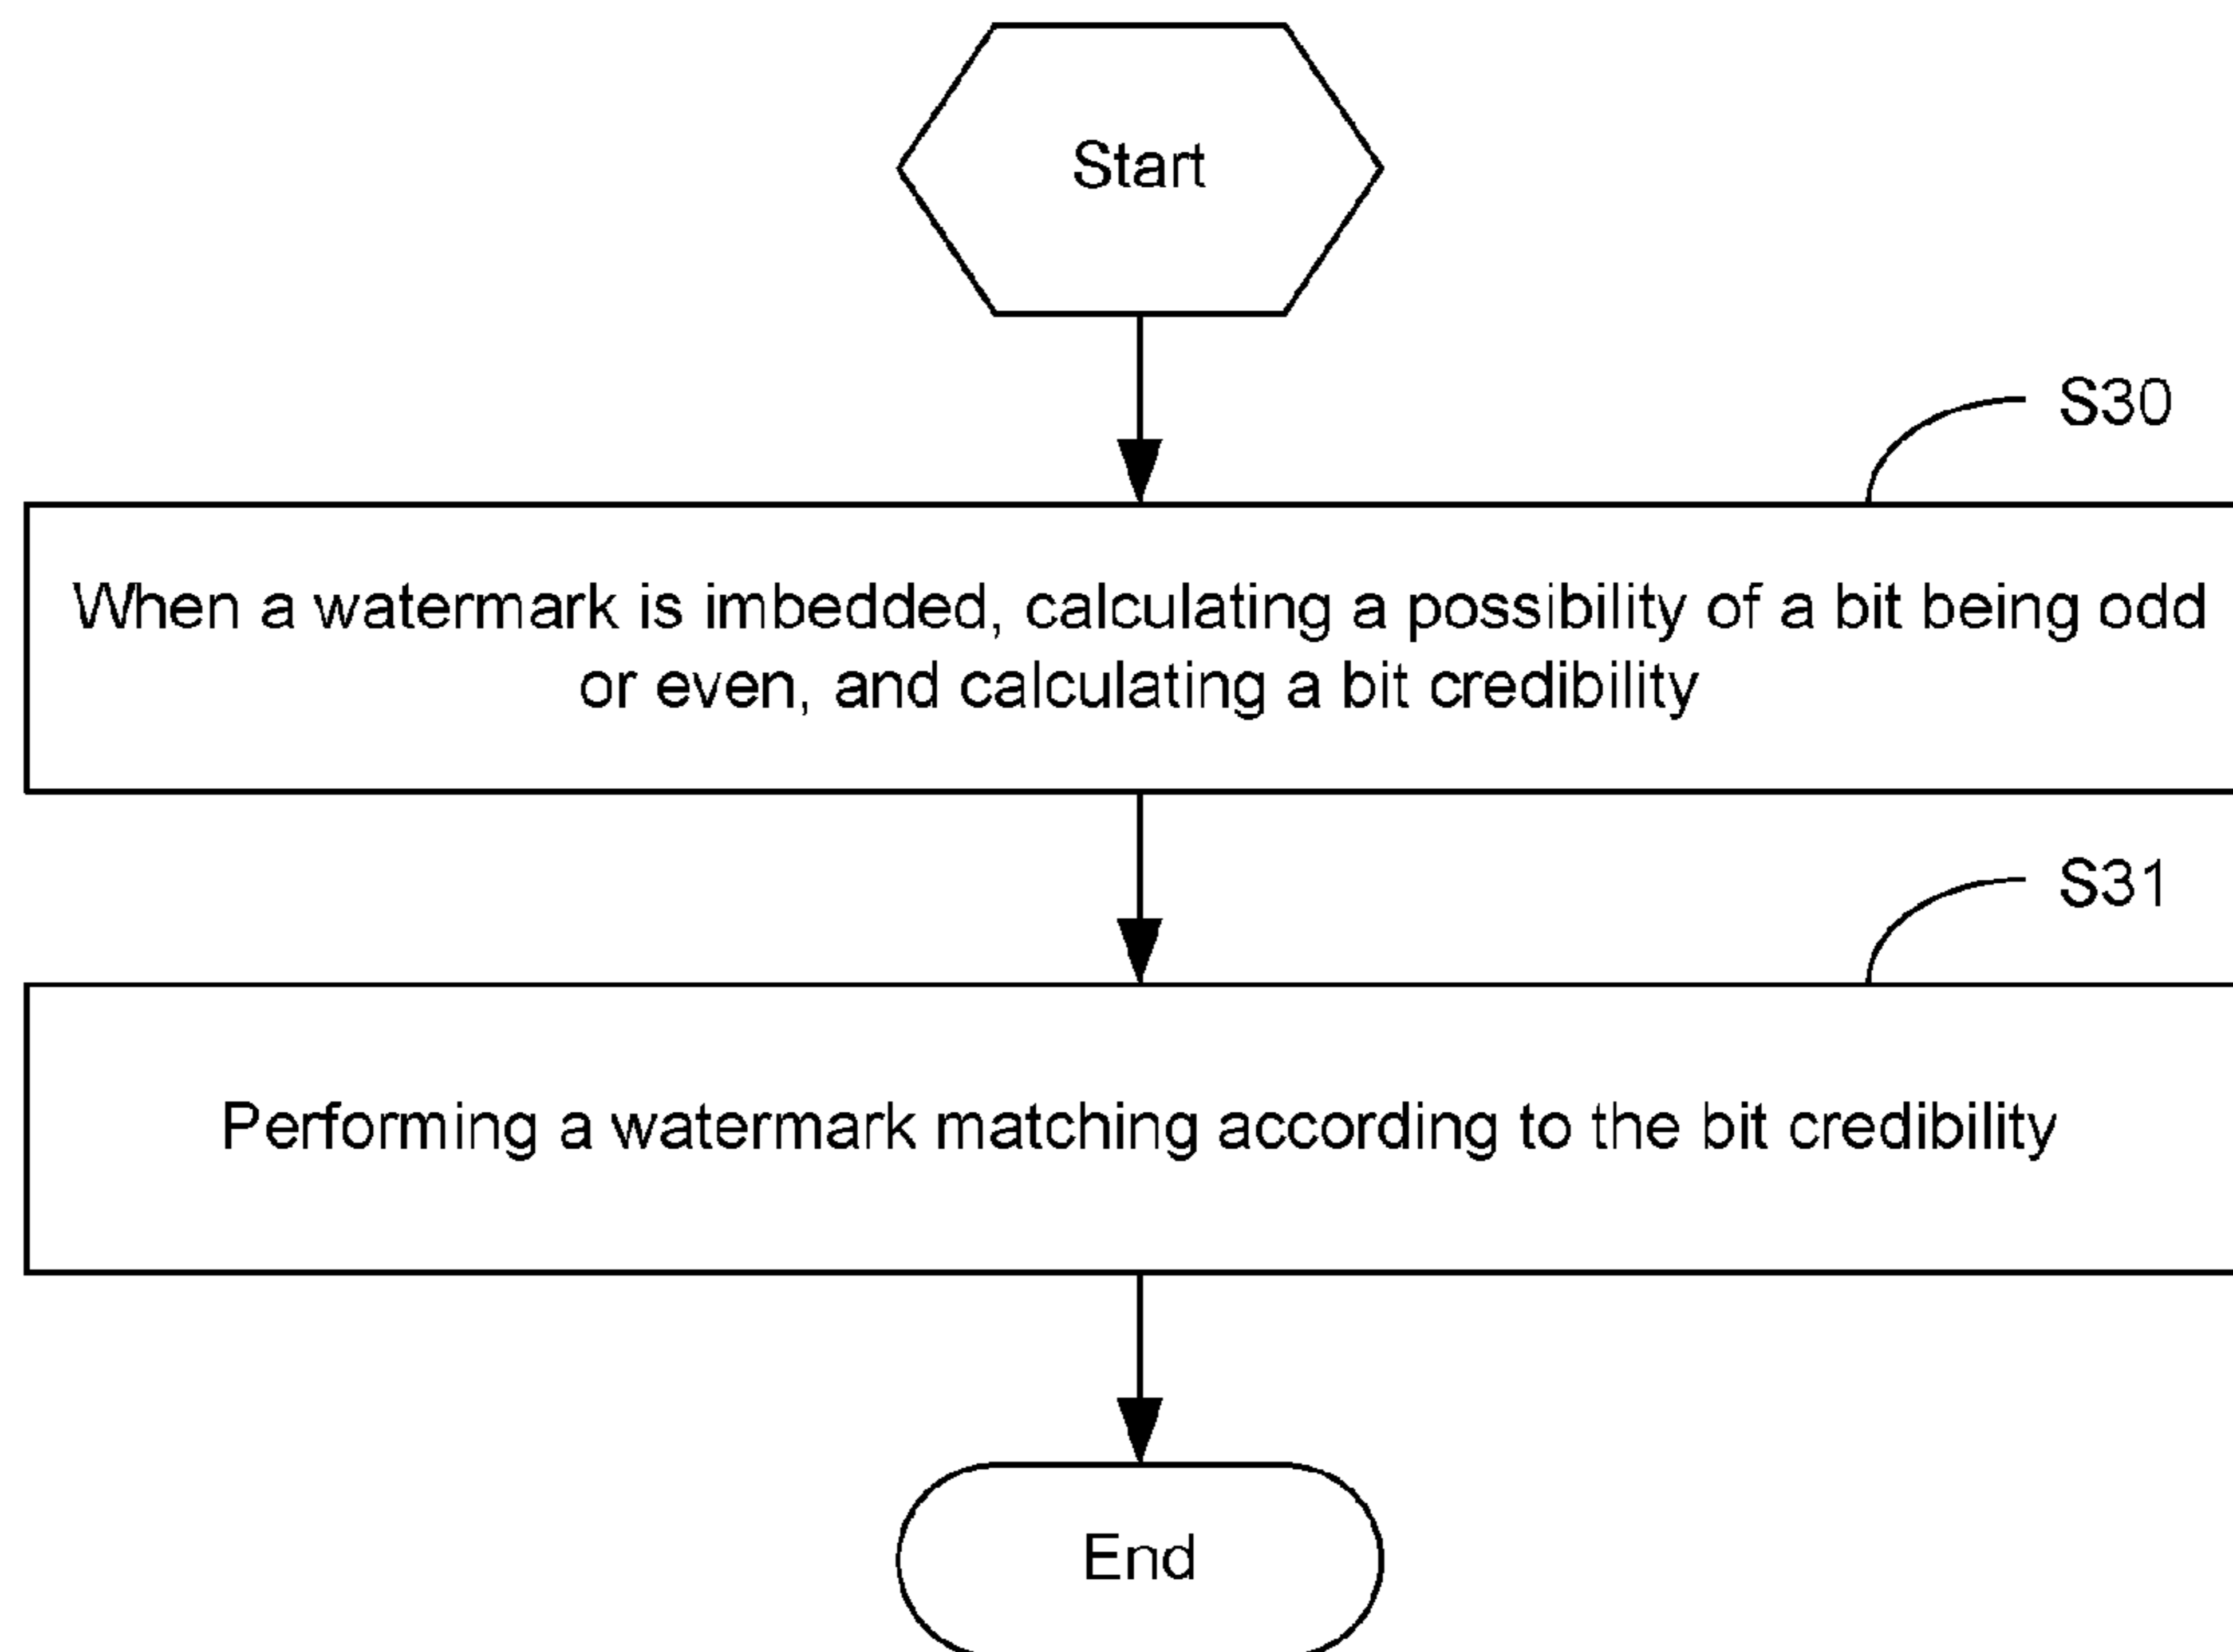 Start
S30
When a watermark is imbedded, calculating a possibility of a bit being odd
or even, and calculating a bit credibility
S31
Performing a watermark matching according to the bit credibility
End